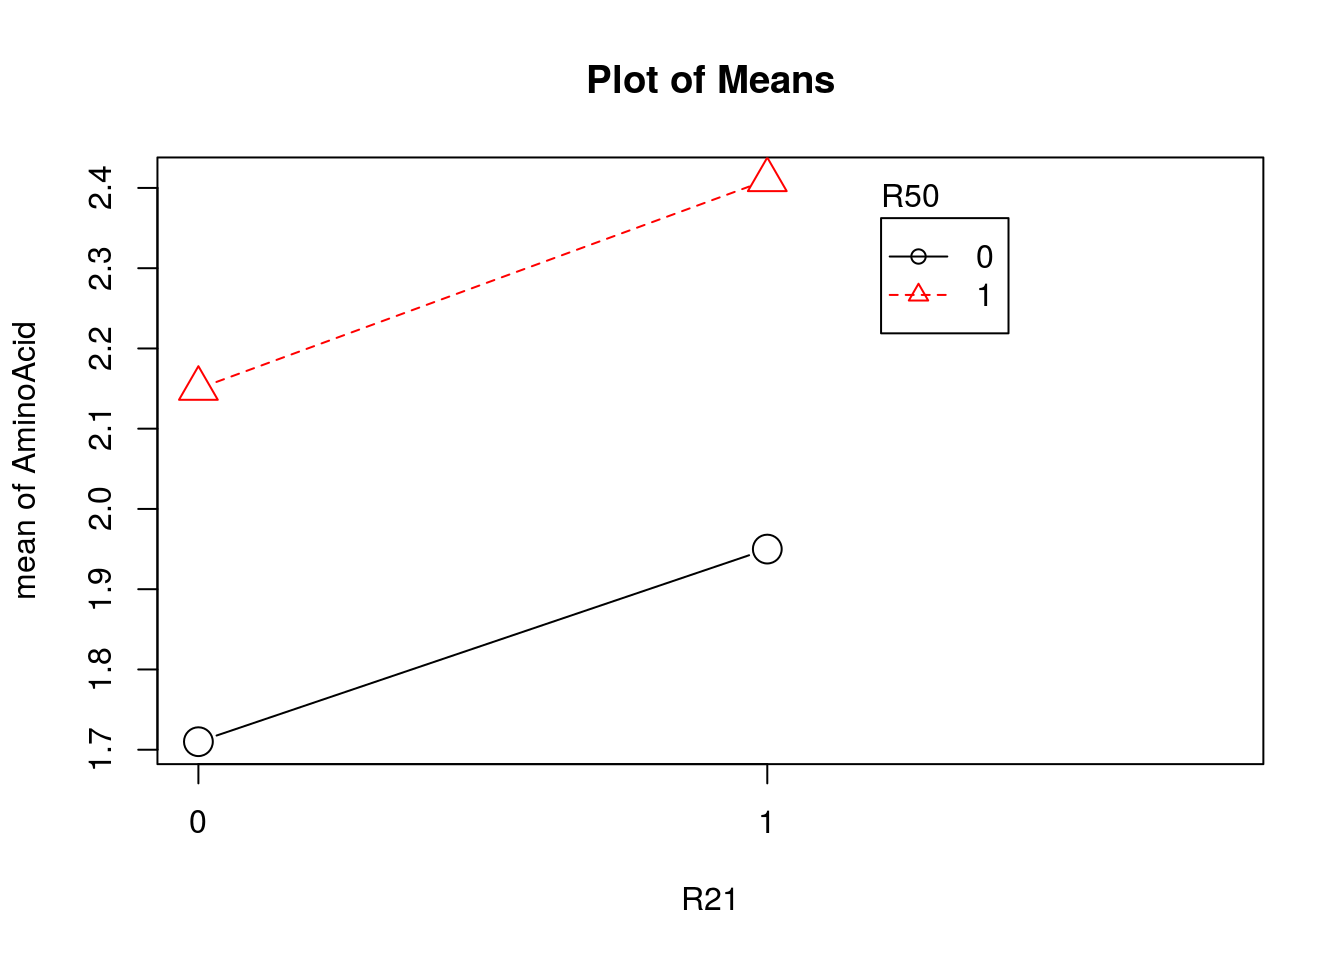 Plot of Means
mean of AminoAcid
2.4
2.3
2.2
2.1
2.0
1.9
1.8
1.7
R50
0
1
0 1
R21